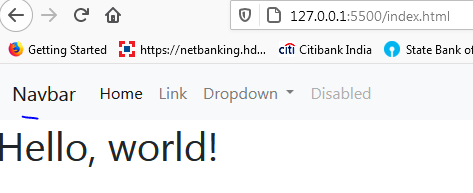 127.0.0.1:5500/index.html
Getting Started https://netbanking.hd... Citibank India State Bank of
citi
Navbar Home Link Dropdown Disabled
Hello, world!